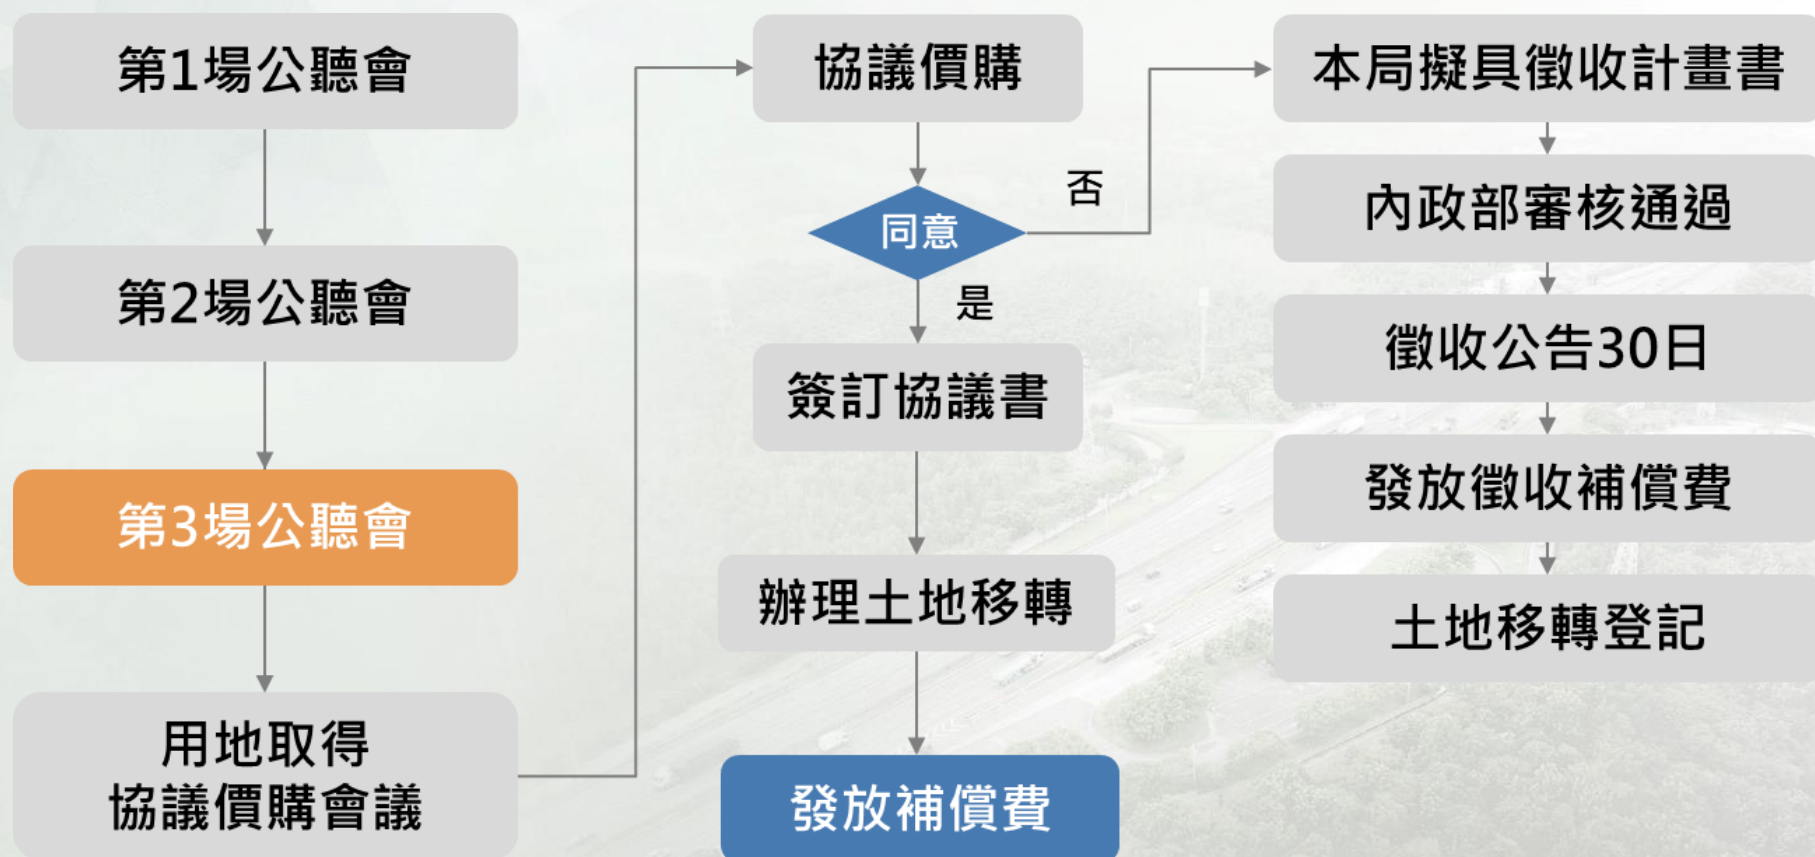 第1場公聽會
第2場公聽會
第3場公聽會
用地取得
協議價購會議
協議價購
同意
否
是
簽訂協議書
辦理土地移轉
發放補償費
本局擬具徵收計畫書
內政部審核通過
徵收公告30日
發放徵收補償費
土地移轉登記